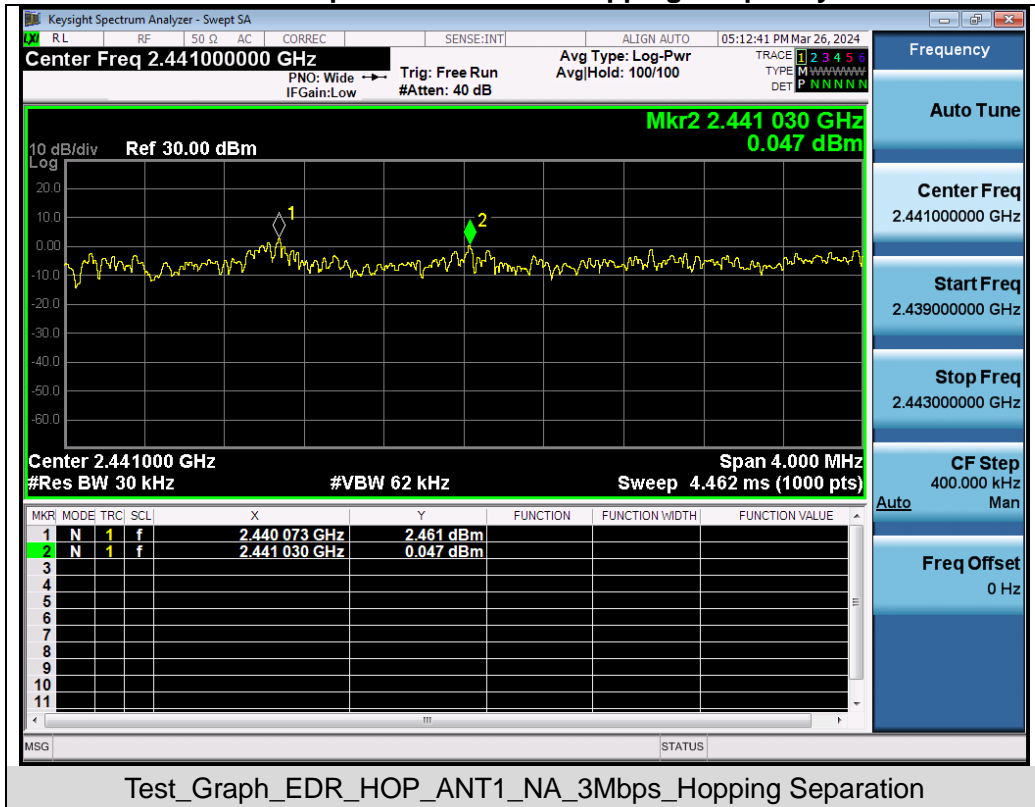 Keysight Spectrum Analyzer - Swept SA
LXI RL RF 50 Ω AC CORREC SENSE:INT ALIGN AUTO 05:12:41 PM Mar 26, 2024
Center Freq 2.441000000 GHz
PNO: Wide
IFGain:Low
Trig: Free Run
#Atten: 40 dB
Avg Type: Log-Pwr
Avg|Hold: 100/100
TRACE 1 2 3 4 5 6
TYPE M WWWWW
DET P N N N N N
Frequency
Auto Tune
Center Freq
2.441000000 GHz
Start Freq
2.439000000 GHz
Stop Freq
2.443000000 GHz
CF Step
400.000 kHz
Auto Man
Freq Offset
0 Hz
Mkr2 2.441 030 GHz
0.047 dBm
10 dB/div Ref 30.00 dBm
Log
20.0
10.0
0.00
-10.0
-20.0
-30.0
-40.0
-50.0
-60.0
1
2
Center 2.441000 GHz Span 4.000 MHz
#Res BW 30 kHz #VBW 62 kHz Sweep 4.462 ms (1000 pts)
MKR MODE TRC SCL X Y FUNCTION FUNCTION WIDTH FUNCTION VALUE
1 N 1 f 2.440 073 GHz 2.461 dBm
2 N 1 f 2.441 030 GHz 0.047 dBm
3
4
5
6
7
8
9
10
11
MSG STATUS
Test_Graph_EDR_HOP_ANT1_NA_3Mbps_Hopping Separation